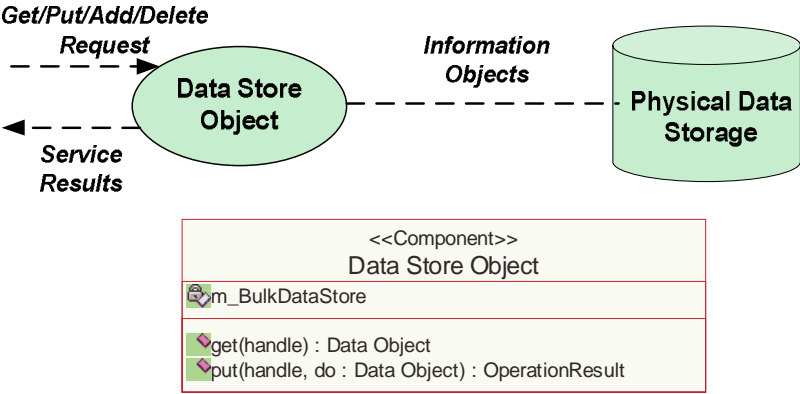 Get/Put/Add/Delete
Request
Data Store
Object
Service
Results
Information
Objects
Physical Data
Storage
<<Component>>
Data Store Object
m_BulkDataStore
get(handle) : Data Object
put(handle, do : Data Object) : OperationResult